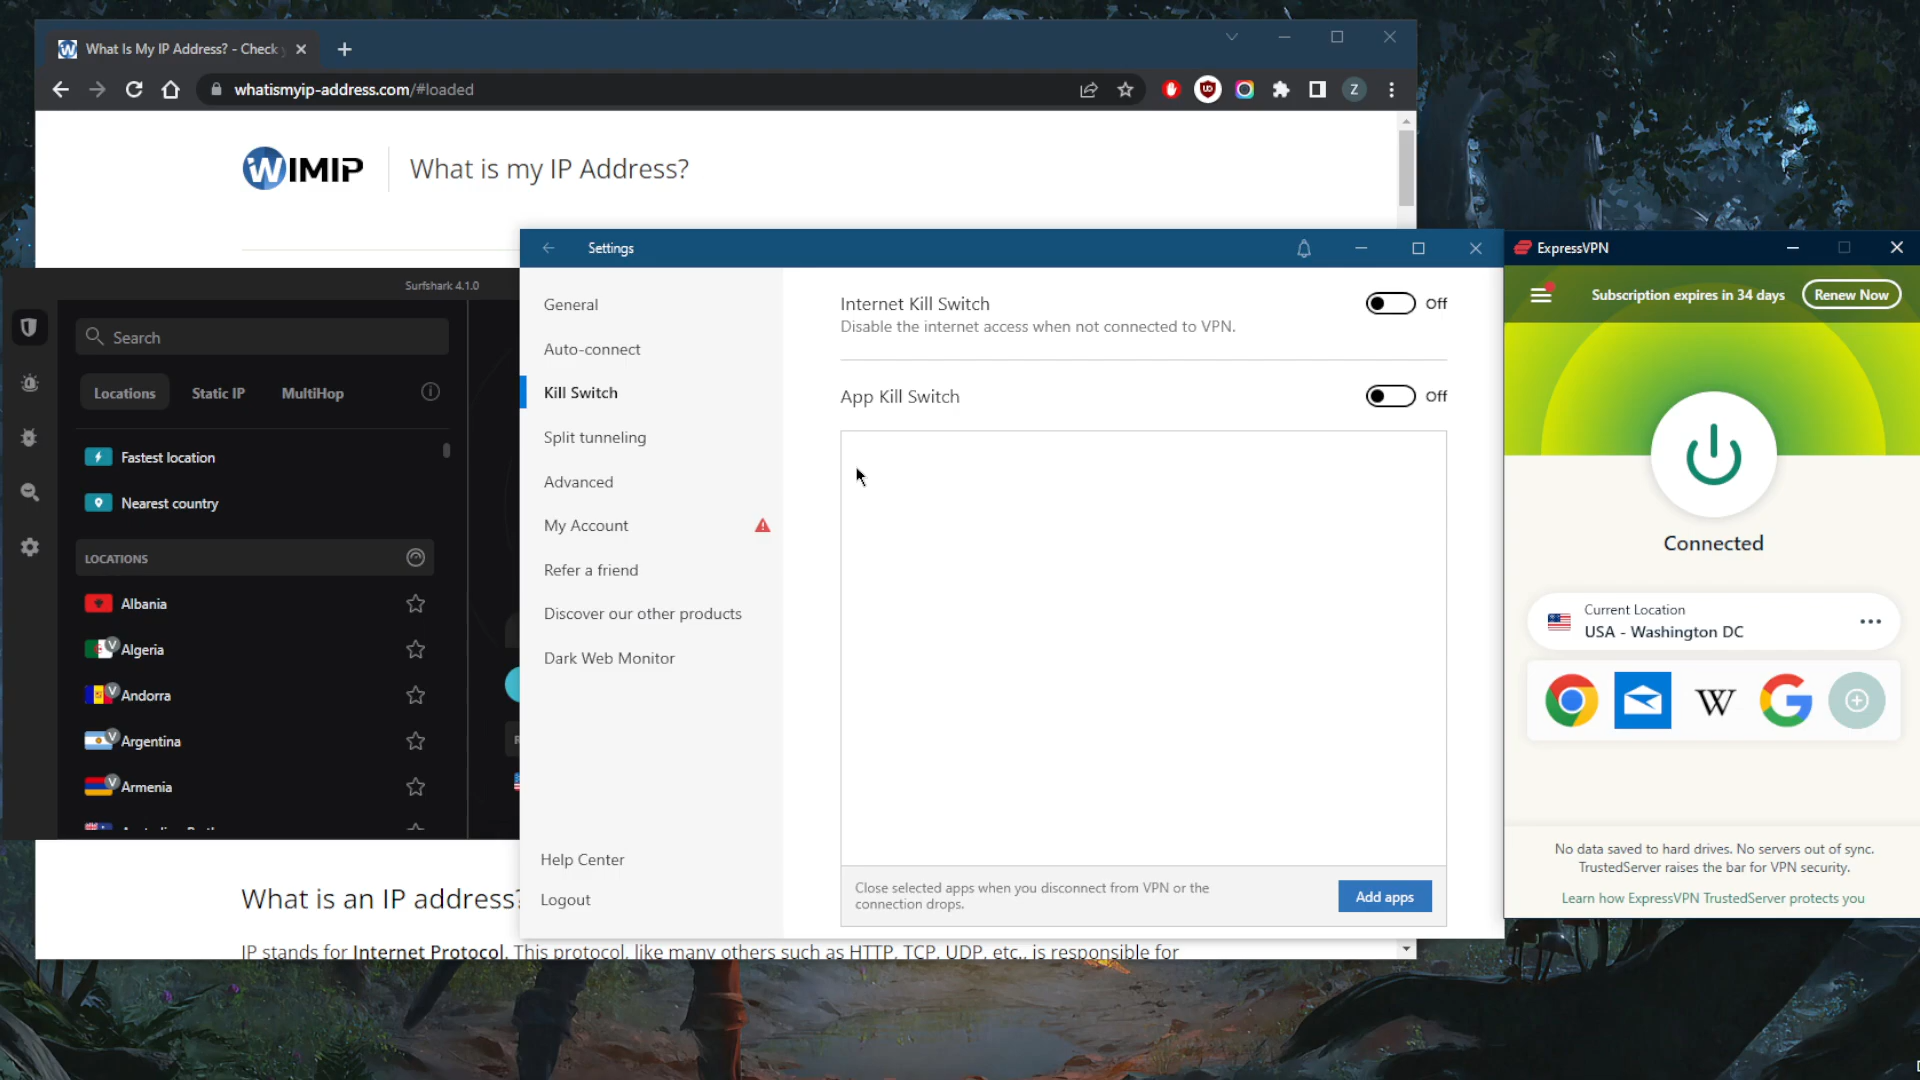 What Is My IP Address? - Check
whatismyip-address.com/#loaded
Z
WIMIP
What is my IP Address?
Settings
General
Auto-connect
Kill Switch
Split tunneling
Advanced
My Account
Refer a friend
Discover our other products
Dark Web Monitor
Help Center
Logout
Internet Kill Switch
Off
Disable the internet access when not connected to VPN.
App Kill Switch
Off
Close selected apps when you disconnect from VPN or the
connection drops.
Add apps
Surfshark 4.1.0
Search
Locations
Static IP
MultiHop
Fastest location
Nearest country
LOCATIONS
Albania
V Algeria
V Andorra
V Argentina
V Armenia
ExpressVPN
Subscription expires in 34 days
Renew Now
Connected
Current Location
USA - Washington DC
W
G
No data saved to hard drives. No servers out of sync.
TrustedServer raises the bar for VPN security.
Learn how ExpressVPN TrustedServer protects you
What is an IP address?
IP stands for Internet Protocol. This protocol, like many others such as HTTP, TCP, UDP, etc., is responsible for